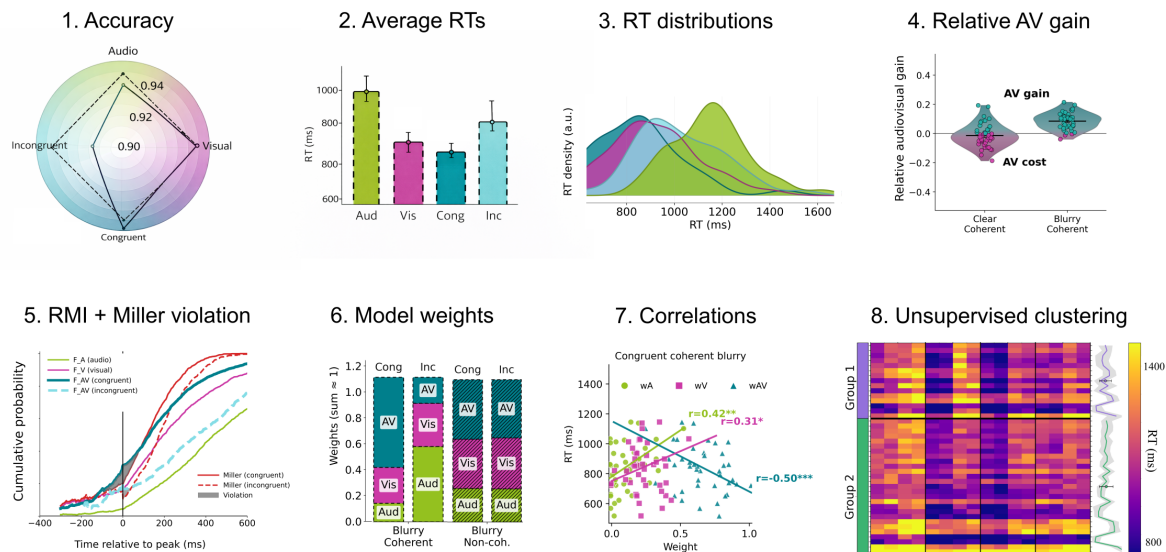 1. Accuracy
Audio
0.94
0.92
0.90
Incongruent
Visual
Congruent
2. Average RTs
RT (ms)
1000
800
800
600
Aud
Vis
Cong
Inc
3. RT distributions
RT density (a.u.)
800
1000
1200
1400
1600
RT (ms)
4. Relative AV gain
Relative audiovisual gain
0.4
0.2
0.0
−0.2
−0.4
AV gain
AV cost
Clear
Coherent
Blurry
Coherent
5. RMI + Miller violation
Cumulative probability
F_A (audio)
F_V (visual)
F_AV (congruent)
F_AV (incongruent)
Miller (congruent)
Miller (incongruent)
Violation
−400
−200
0
200
400
600
Time relative to peak (ms)
6. Model weights
Weights (sum ≈ 1)
1.2
1.0
0.8
0.6
0.4
0.2
0.0
Cong
Inc
Cong
Inc
AV
AV
AV
AV
Vis
Vis
Vis
Vis
Aud
Aud
Aud
Aud
Blurry
Coherent
Blurry
Non-coh.
7. Correlations
Congruent coherent blurry
wA
wV
wAV
RT (ms)
1400
1200
1000
800
600
r=0.42**
r=0.31*
r=-0.50***
0.0
0.5
1.0
Weight
8. Unsupervised clustering
Group 1
Group 2
1400
RT (ms)
800